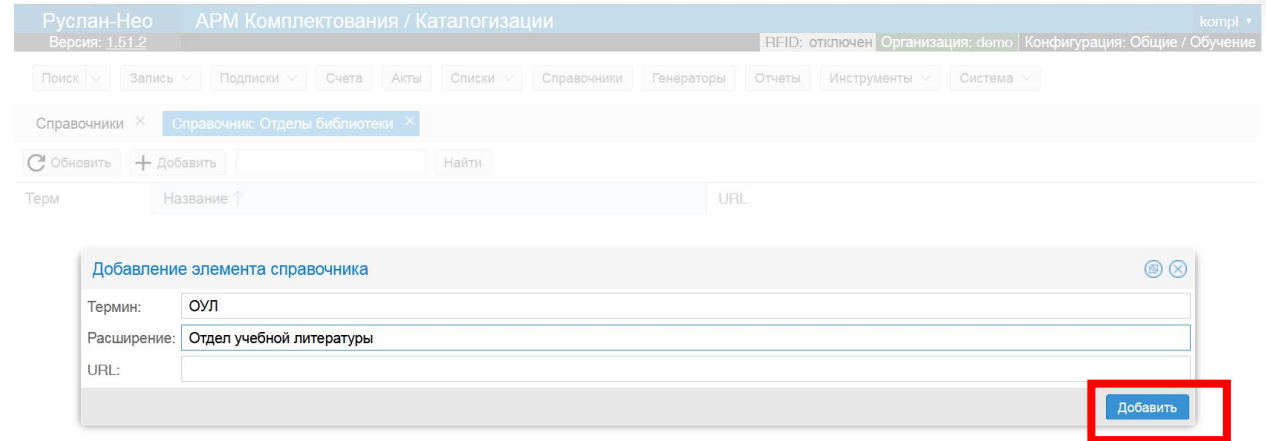 Руслан-Нео АРМ Комплектования / Каталогизации kompl
Версия: 1.51.2 RFID: отключен Организация: demo Конфигурация: Общие / Обучение
Поиск Запись Подписки Счета Акты Списки Справочники Генераторы Отчеты Инструменты Система
Справочники Справочник: Отделы библиотеки
Обновить Добавить Найти
Терм Название ↑ URL
Добавление элемента справочника
Термин: ОУЛ
Расширение: Отдел учебной литературы
URL:
Добавить